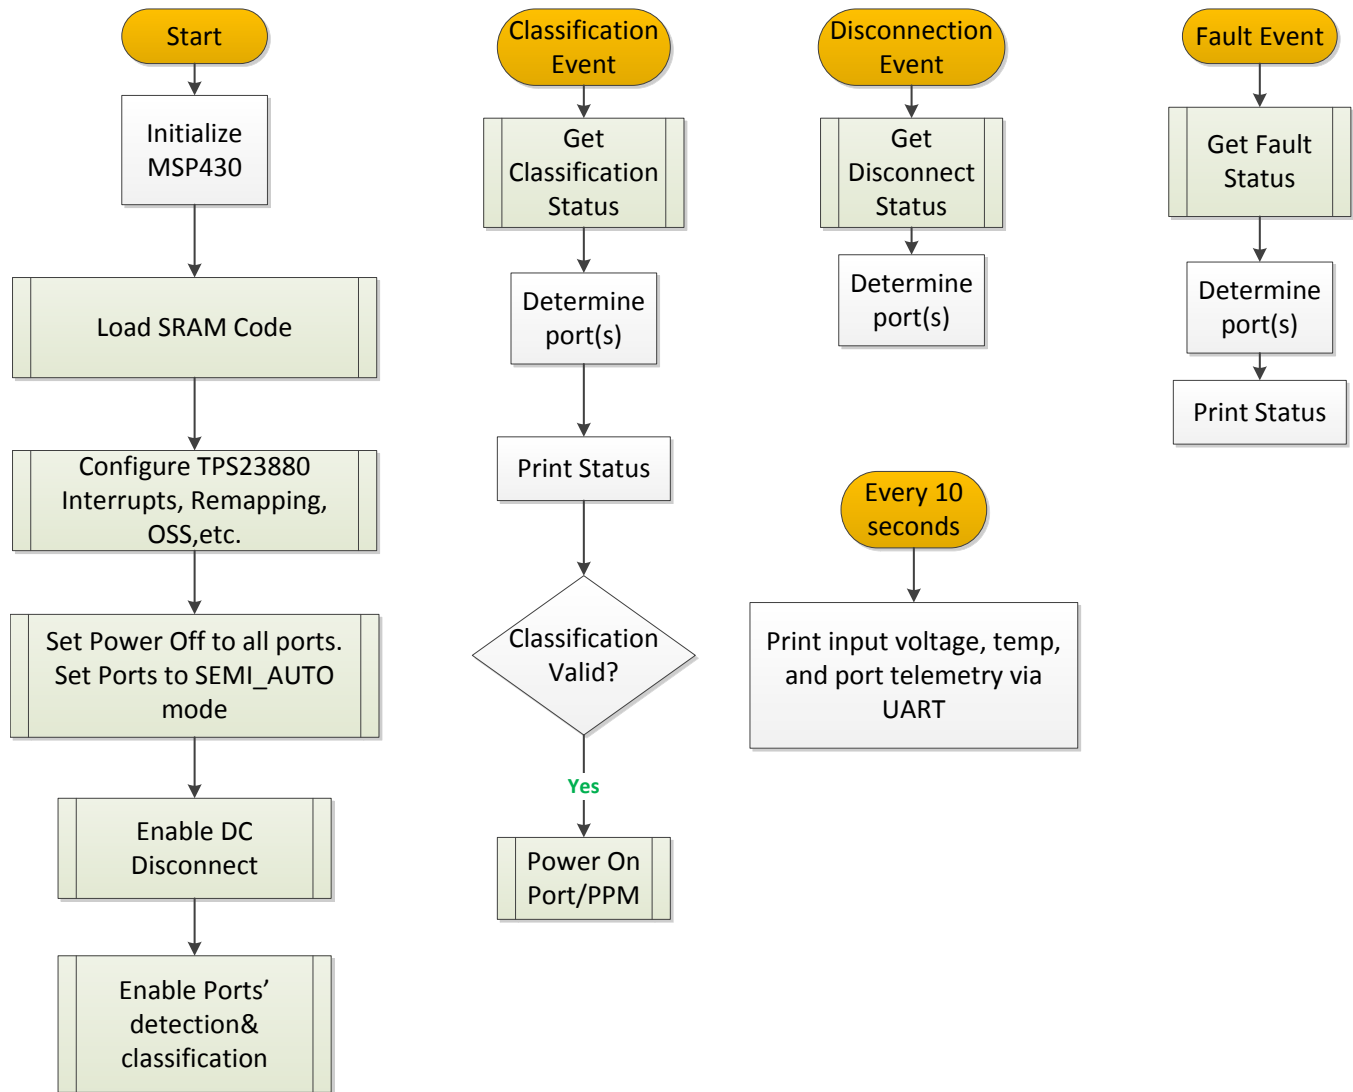 Start
Initialize
MSP430
Load SRAM Code
Configure TPS23880
Interrupts, Remapping,
OSS,etc.
Set Power Off to all ports.
Set Ports to SEMI_AUTO
mode
Enable DC
Disconnect
Enable Ports’
detection&
classification
Classification
Event
Get
Classification
Status
Determine
port(s)
Print Status
Classification
Valid?
Yes
Power On
Port/PPM
Disconnection
Event
Get
Disconnect
Status
Determine
port(s)
Every 10
seconds
Print input voltage, temp,
and port telemetry via
UART
Fault Event
Get Fault
Status
Determine
port(s)
Print Status